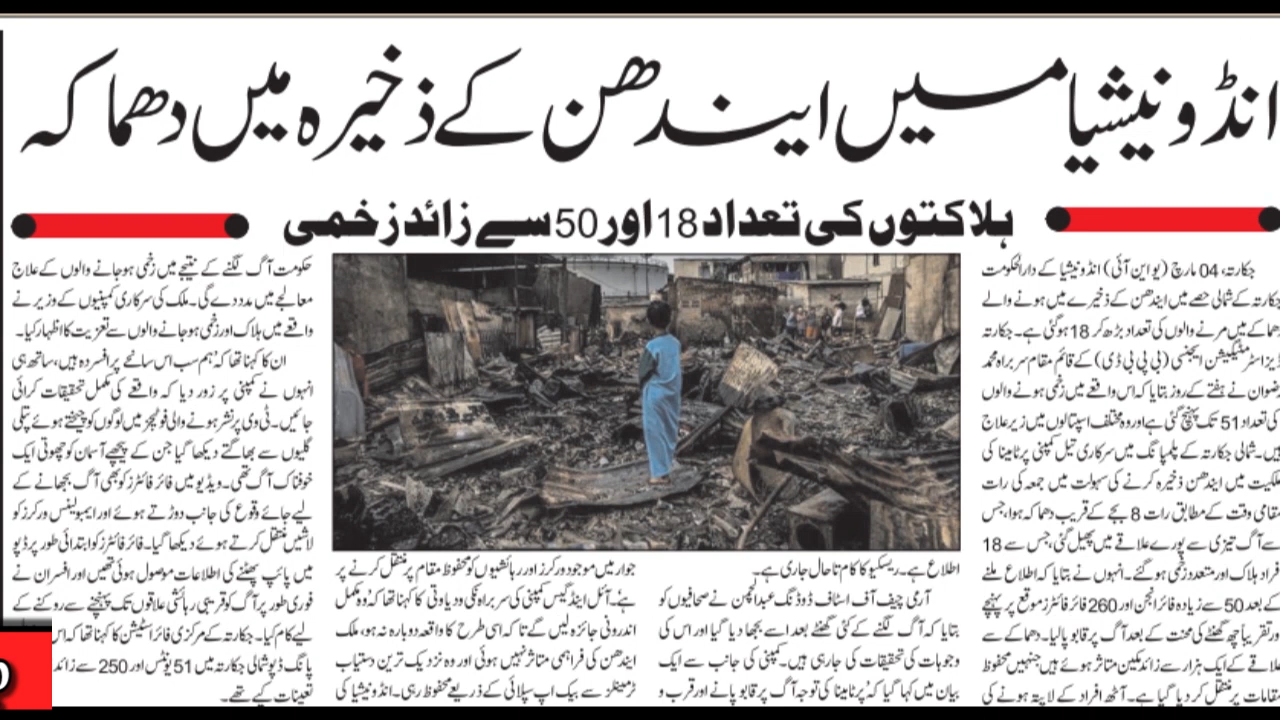 انڈونیشیا میں ایندھن کے ذخیرہ میں دھماکہ
ہلاکتوں کی تعداد 18 اور 50 سے زائد زخمی
جکارتہ، 04 مارچ (یو این آئی) انڈونیشیا کے دارالحکومت
جکارتہ کے شمالی حصے میں ایندھن کے ذخیرے میں ہونے والے
دھماکے میں مرنے والوں کی تعداد بڑھ کر 18 ہو گئی ہے۔ جکارتہ
ڈیزاسٹر مٹیگیشن ایجنسی (بی پی بی ڈی) کے قائم مقام سربراہ محمد
رضوان نے ہفتے کے روز بتایا کہ اس واقعے میں زخمی ہونے والوں
کی تعداد 51 تک پہنچ گئی ہے اور وہ مختلف اسپتالوں میں زیر علاج
ہیں۔ شمالی جکارتہ کے پلمپانگ میں سرکاری تیل کمپنی پرٹامینا کی
ملکیت میں ایندھن ذخیرہ کرنے کی سہولت میں جمعہ کی رات
مقامی وقت کے مطابق رات 8 بجے کے قریب دھماکہ ہوا، جس
سے آگ تیزی سے پورے علاقے میں پھیل گئی، جس سے 18
افراد ہلاک اور متعدد زخمی ہو گئے۔ انہوں نے بتایا کہ اطلاع ملنے
کے بعد 50 سے زیادہ فائر انجن اور 260 فائر فائٹرز موقع پر پہنچے
اور تقریباً چھ گھنٹے کی محنت کے بعد آگ پر قابو پالیا۔ دھماکے سے
علاقے کے ایک ہزار سے زائد مکین متاثر ہوئے ہیں جنہیں محفوظ
مقامات پر منتقل کر دیا گیا ہے۔ آٹھ افراد کے لاپتہ ہونے کی
اطلاع ہے۔ ریسکیو کا کام تاحال جاری ہے۔
آرمی چیف آف اسٹاف ڈوڈنگ عبدالرحمن نے صحافیوں کو
بتایا کہ آگ لگنے کے کئی گھنٹے بعد اسے بجھا دیا گیا اور اس کی
وجوہات کی تحقیقات کی جا رہی ہیں۔ کمپنی کی جانب سے ایک
بیان میں کہا گیا کہ 'پرٹامینا کی توجہ آگ پر قابو پانے اور قرب و
جوار میں موجود ورکرز اور رہائشیوں کو محفوظ مقام پر منتقل کرنے پر
ہے'۔ آئل اینڈ گیس کمپنی کی سربراہ نکی ودیاوتی کا کہنا تھا کہ 'وہ مکمل
اندرونی جائزہ لیں گے تاکہ اسی طرح کا واقعہ دوبارہ نہ ہو، ملک
ایندھن کی فراہمی متاثر نہیں ہوئی اور وہ نزدیک ترین دستیاب
ٹرمینلز سے بیک اپ سپلائی کے ذریعے محفوظ رہی۔ انڈونیشیا کی
حکومت آگ لگنے کے نتیجے میں زخمی ہو جانے والوں کے علاج
معالجے میں مدد دے گی۔ ملک کی سرکاری کمپنیوں کے وزیر نے
واقعے میں ہلاک اور زخمی ہو جانے والوں سے تعزیت کا اظہار کیا۔
ان کا کہنا تھا کہ 'ہم سب اس سانحے پر افسردہ ہیں، ساتھ ہی
انہوں نے کمپنی پر زور دیا کہ واقعے کی مکمل تحقیقات کرائی
جائیں۔ ٹی وی پر نشر ہونے والی فوٹیجز میں لوگوں کو چیختے ہوئے پتلی
گلیوں سے بھاگتے دیکھا گیا جن کے پیچھے آسمان کو چھوتی ایک
خوفناک آگ تھی۔ ویڈیو میں فائر فائٹرز کو بھی آگ بجھانے کے
لیے جائے وقوع کی جانب دوڑتے ہوئے اور ایمبولینس ورکرز کو
لاشیں منتقل کرتے ہوئے دیکھا گیا۔ فائر فائٹرز کو ابتدائی طور پر ڈپو
میں پائپ پھٹنے کی اطلاعات موصول ہوئی تھیں اور افسران نے
فوری طور پر آگ کو قریبی رہائشی علاقوں تک پہنچنے سے روکنے کے
لیے کام کیا۔ جکارتہ کے مرکزی فائر اسٹیشن کا کہنا تھا کہ اس
پانگ ڈپو شمالی جکارتہ میں 51 یونٹس اور 250 سے زائد
تعینات کیے تھے۔